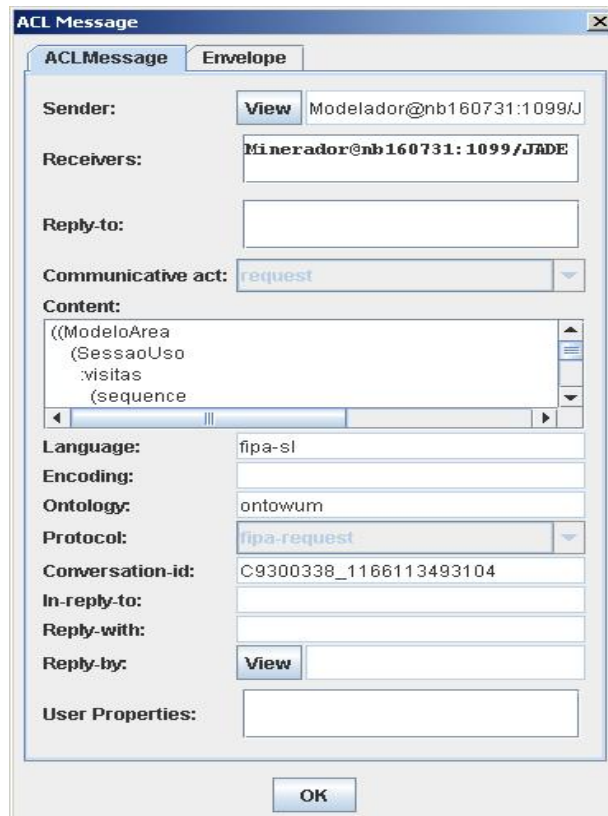 ACL Message
ACLMessage Envelope
Sender: View Modelador@nb160731:1099/J
Receivers: Minerador@nb160731:1099/JADE
Reply-to:
Communicative act: request
Content:
((ModeloArea
(SessaoUso
:visitas
(sequence
Language: fipa-sl
Encoding:
Ontology: ontowum
Protocol: fipa-request
Conversation-id: C9300338_1166113493104
In-reply-to:
Reply-with:
Reply-by: View
User Properties:
OK